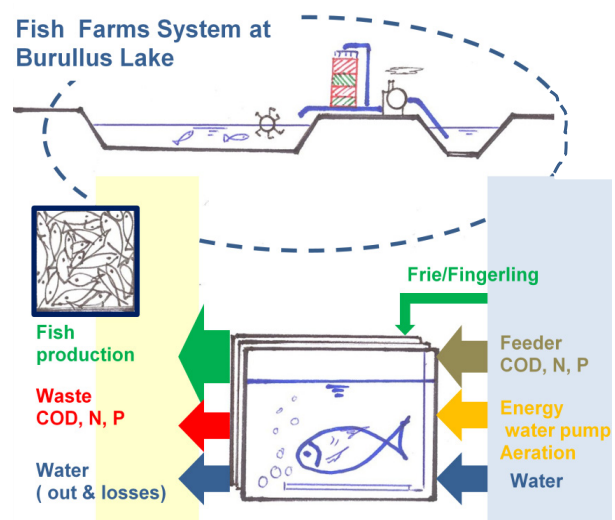 Fish Farms System at
Burullus Lake
Frie/Fingerling
Fish
production
Feeder
COD, N, P
Waste
COD, N, P
Energy
water pump
Aeration
Water
( out & losses)
Water